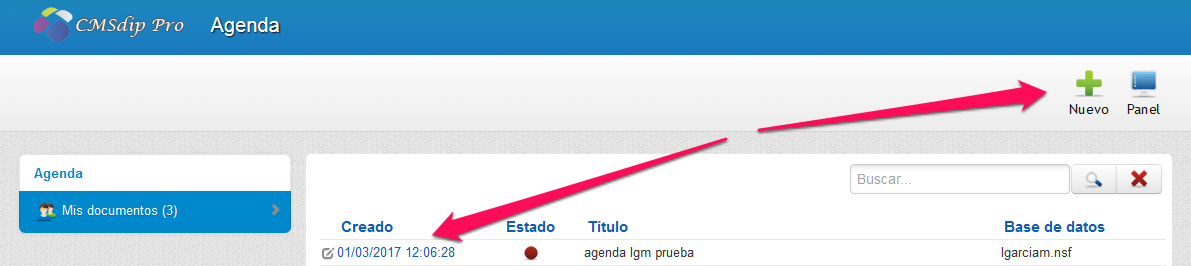 CMSdip Pro Agenda
Nuevo Panel
Agenda
Mis documentos (3)
Buscar...
Creado Estado Título Base de datos
01/03/2017 12:06:28 agenda lgm prueba lgarciam.nsf